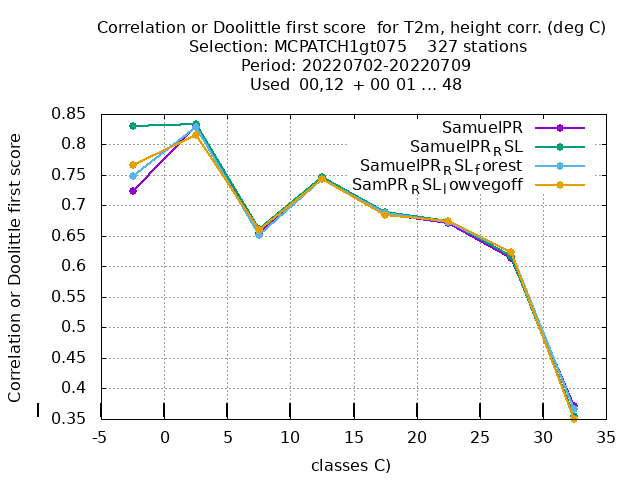 Correlation or Doolittle first score  for T2m, height corr. (deg C)
Selection: MCPATCH1gt075    327 stations
Period: 20220702-20220709
Used  00,12  + 00 01 ... 48
Correlation or Doolittle first score
0.85
0.8
0.75
0.7
0.65
0.6
0.55
0.5
0.45
0.4
0.35
SamuelPR
SamuelPR_RSL
SamuelPR_RSL_forest
SamPR_RSL_lowvegoff
-5 0 5 10 15 20 25 30 35
classes C)